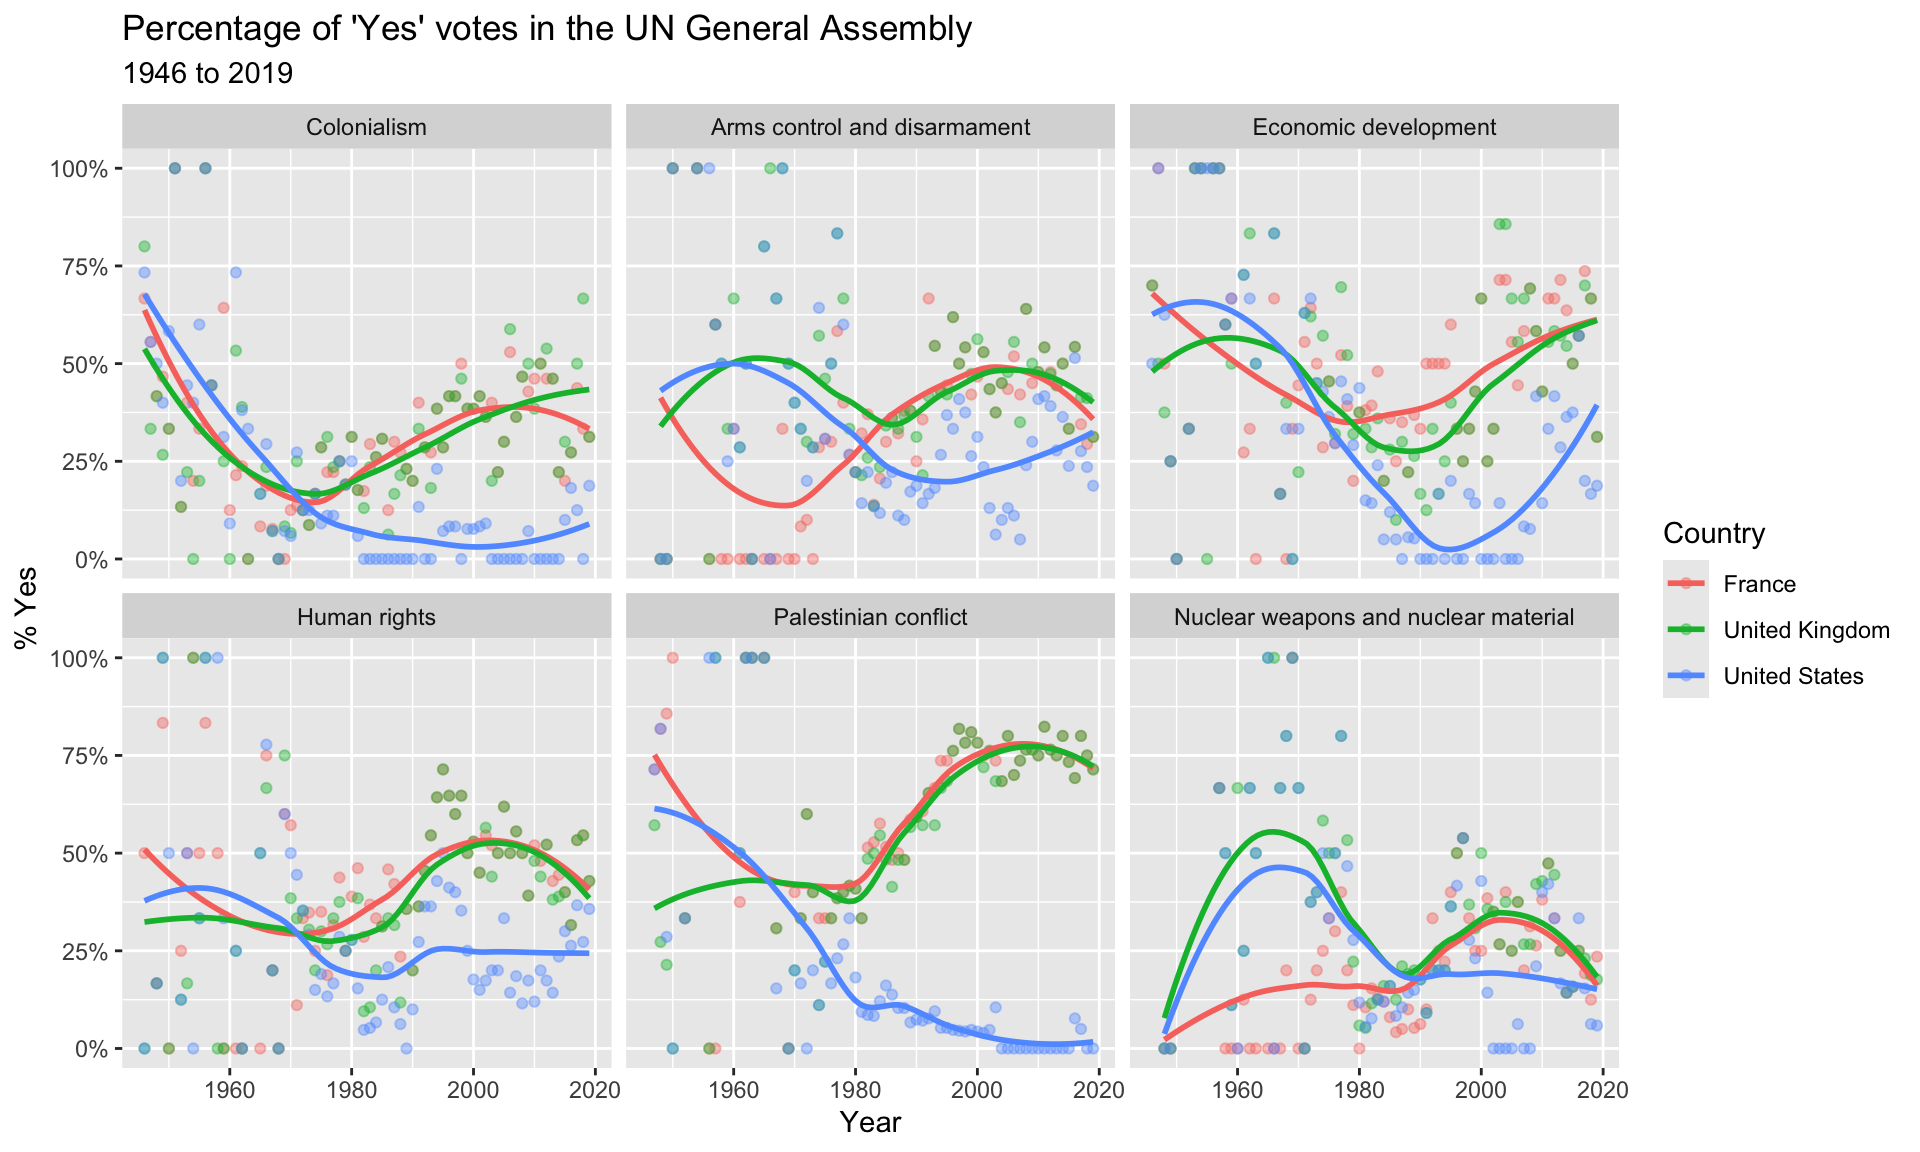 Percentage of 'Yes' votes in the UN General Assembly
1946 to 2019
Colonialism
Arms control and disarmament
Economic development
100%
75%
50%
25%
0%
Human rights
Palestinian conflict
Nuclear weapons and nuclear material
100%
75%
50%
25%
0%
% Yes
1960 1980 2000 2020
1960 1980 2000 2020
1960 1980 2000 2020
Year
Country
France
United Kingdom
United States